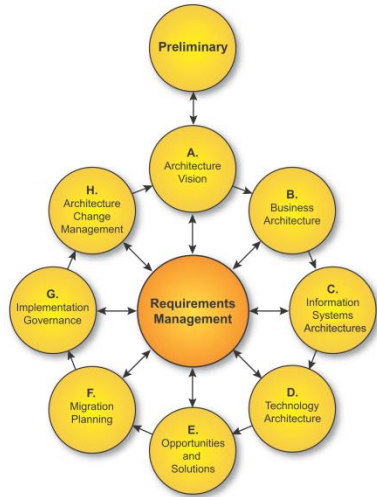 Preliminary
A.
Architecture
Vision
B.
Business
Architecture
C.
Information
Systems
Architectures
D.
Technology
Architecture
E.
Opportunities
and
Solutions
F.
Migration
Planning
G.
Implementation
Governance
H.
Architecture
Change
Management
Requirements
Management